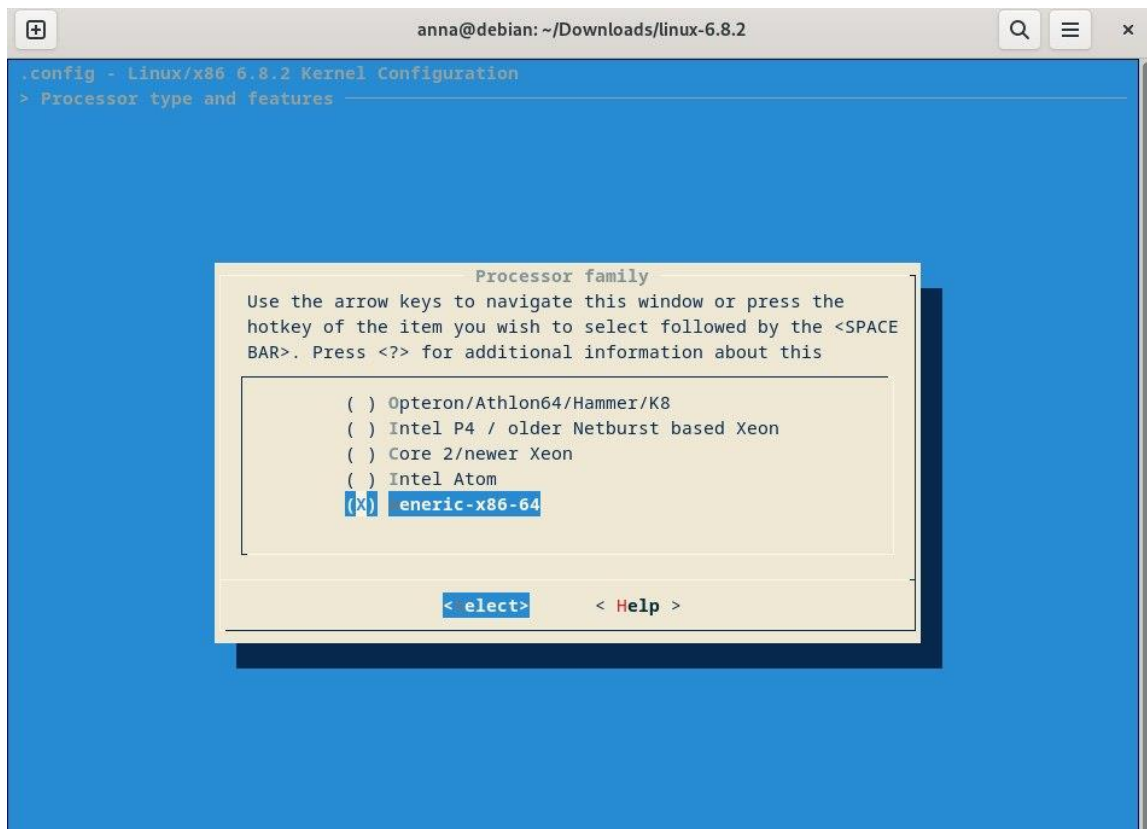 anna@debian: ~/Downloads/linux-6.8.2
.config - Linux/x86 6.8.2 Kernel Configuration
> Processor type and features
Processor family
Use the arrow keys to navigate this window or press the
hotkey of the item you wish to select followed by the <SPACE
BAR>. Press <?> for additional information about this
( ) Opteron/Athlon64/Hammer/K8
( ) Intel P4 / older Netburst based Xeon
( ) Core 2/newer Xeon
( ) Intel Atom
(X) Generic-x86-64
<Select> < Help >